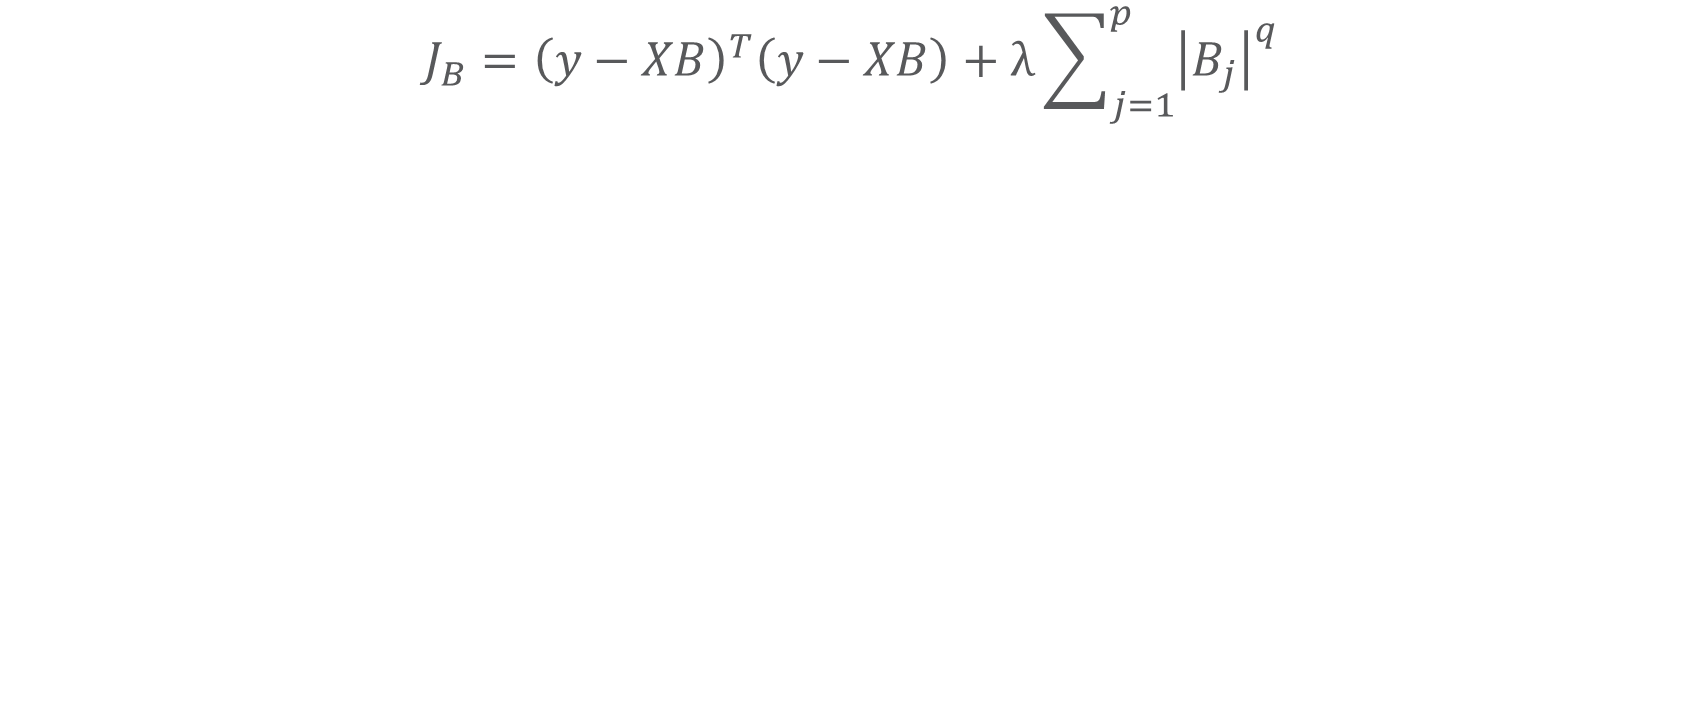 J_B = (y − XB)^T (y − XB) + λ ∑_{j=1}^{p} |B_j|^q